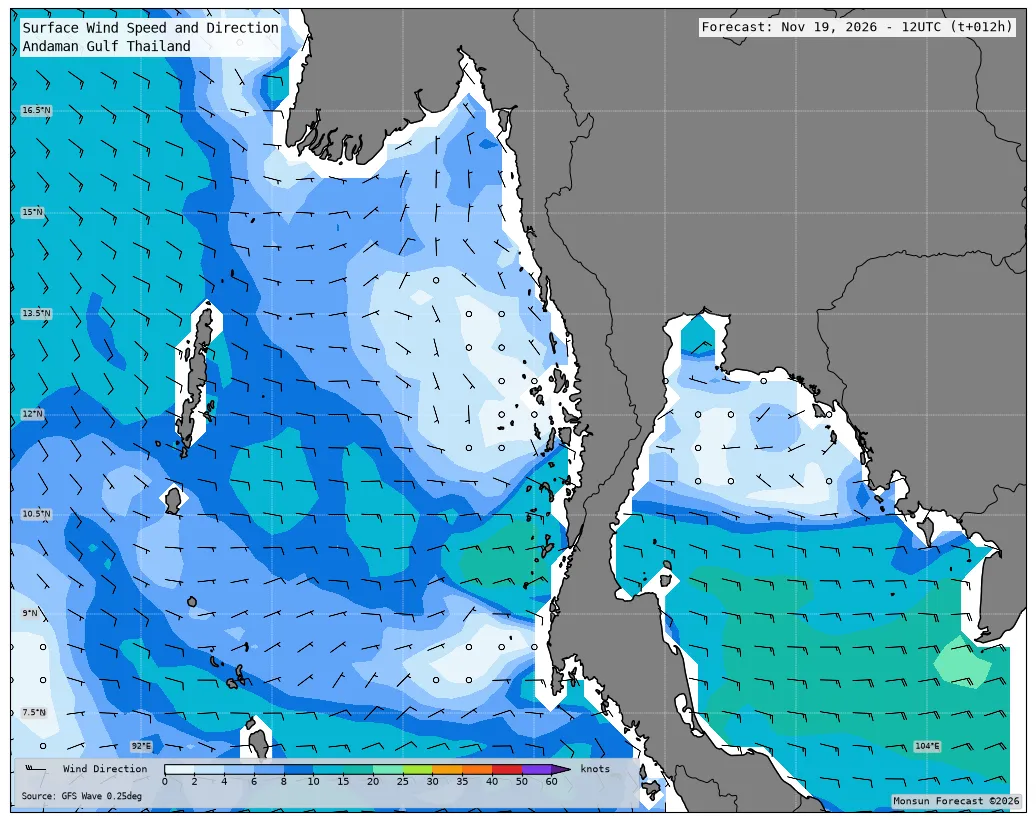 Surface Wind Speed and Direction
Andaman Gulf Thailand
Forecast: Nov 19, 2026 - 12UTC (t+012h)
16.5°N
15°N
13.5°N
12°N
10.5°N
9°N
7.5°N
92°E
104°E
Wind Direction
0 2 4 6 8 10 15 20 25 30 35 40 50 60
knots
Source: GFS Wave 0.25deg
Monsun Forecast ©2026